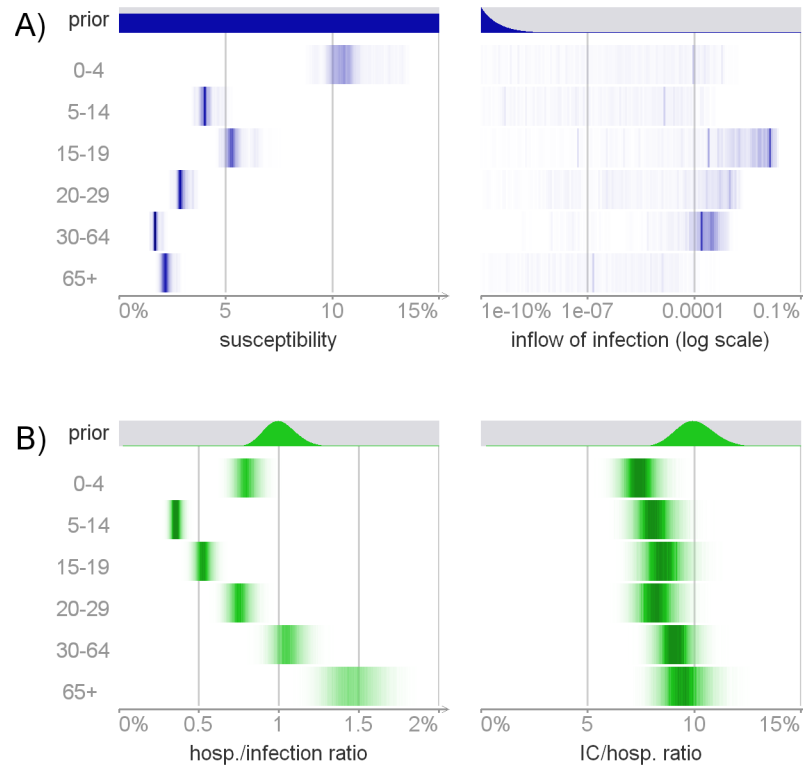 A)
prior
0-4
5-14
15-19
20-29
30-64
65+
0% 5 10 15%
susceptibility
1e-10% 1e-07 0.0001 0.1%
inflow of infection (log scale)
B)
prior
0-4
5-14
15-19
20-29
30-64
65+
0% 0.5 1 1.5 2%
hosp./infection ratio
0% 5 10 15%
IC/hosp. ratio